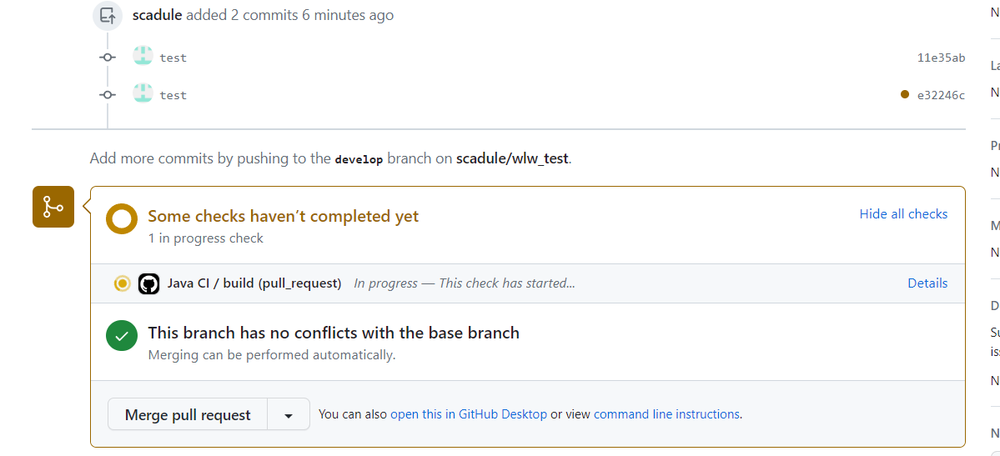 scadule added 2 commits 6 minutes ago
N
test 11e35ab
La
N
test e32246c
Pr
Add more commits by pushing to the develop branch on scadule/wlw_test.
N
Some checks haven’t completed yet
Hide all checks
M
1 in progress check
N
Java CI / build (pull_request) In progress — This check has started...
Details
D
This branch has no conflicts with the base branch
Su
Merging can be performed automatically.
is
N
Merge pull request
You can also open this in GitHub Desktop or view command line instructions.
N